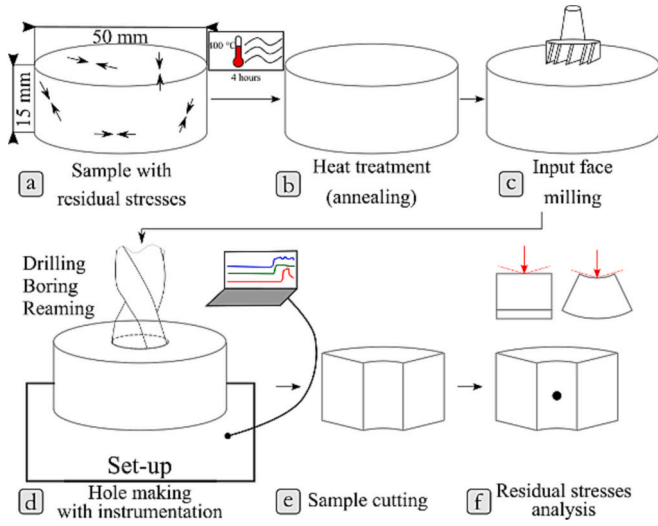 50 mm
400 °C
4 hours
15 mm
a
Sample with
residual stresses
b
Heat treatment
(annealing)
c
Input face
milling
Drilling
Boring
Reaming
Set-up
d
Hole making
with instrumentation
e
Sample cutting
f
Residual stresses
analysis